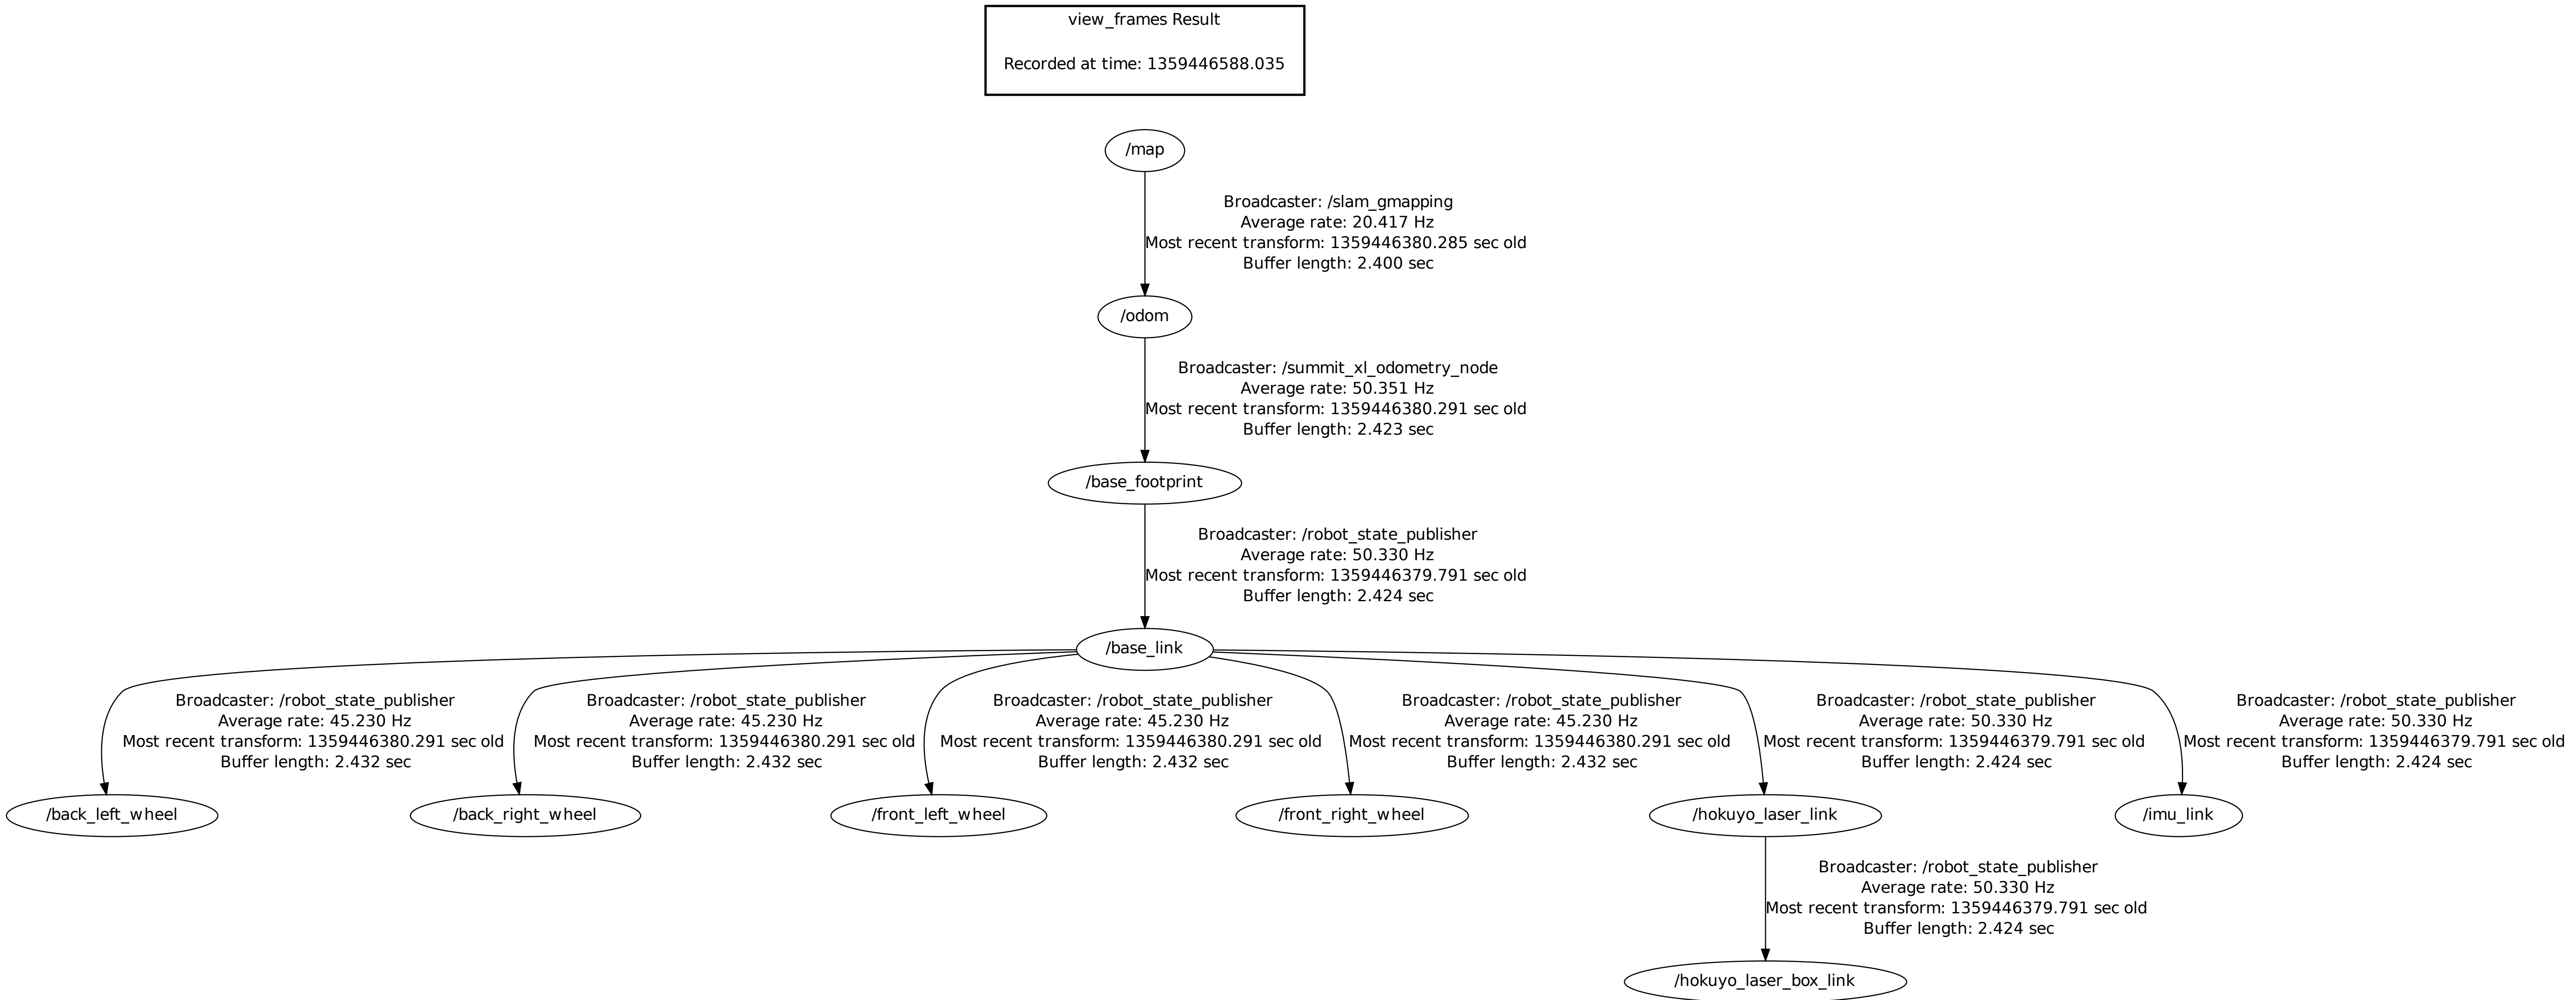 view_frames Result
Recorded at time: 1359446588.035
/map
Broadcaster: /slam_gmapping
Average rate: 20.417 Hz
Most recent transform: 1359446380.285 sec old
Buffer length: 2.400 sec
/odom
Broadcaster: /summit_xl_odometry_node
Average rate: 50.351 Hz
Most recent transform: 1359446380.291 sec old
Buffer length: 2.423 sec
/base_footprint
Broadcaster: /robot_state_publisher
Average rate: 50.330 Hz
Most recent transform: 1359446379.791 sec old
Buffer length: 2.424 sec
/base_link
Broadcaster: /robot_state_publisher
Average rate: 45.230 Hz
Most recent transform: 1359446380.291 sec old
Buffer length: 2.432 sec
Broadcaster: /robot_state_publisher
Average rate: 45.230 Hz
Most recent transform: 1359446380.291 sec old
Buffer length: 2.432 sec
Broadcaster: /robot_state_publisher
Average rate: 45.230 Hz
Most recent transform: 1359446380.291 sec old
Buffer length: 2.432 sec
Broadcaster: /robot_state_publisher
Average rate: 45.230 Hz
Most recent transform: 1359446380.291 sec old
Buffer length: 2.432 sec
Broadcaster: /robot_state_publisher
Average rate: 50.330 Hz
Most recent transform: 1359446379.791 sec old
Buffer length: 2.424 sec
Broadcaster: /robot_state_publisher
Average rate: 50.330 Hz
Most recent transform: 1359446379.791 sec old
Buffer length: 2.424 sec
/back_left_wheel
/back_right_wheel
/front_left_wheel
/front_right_wheel
/hokuyo_laser_link
/imu_link
Broadcaster: /robot_state_publisher
Average rate: 50.330 Hz
Most recent transform: 1359446379.791 sec old
Buffer length: 2.424 sec
/hokuyo_laser_box_link